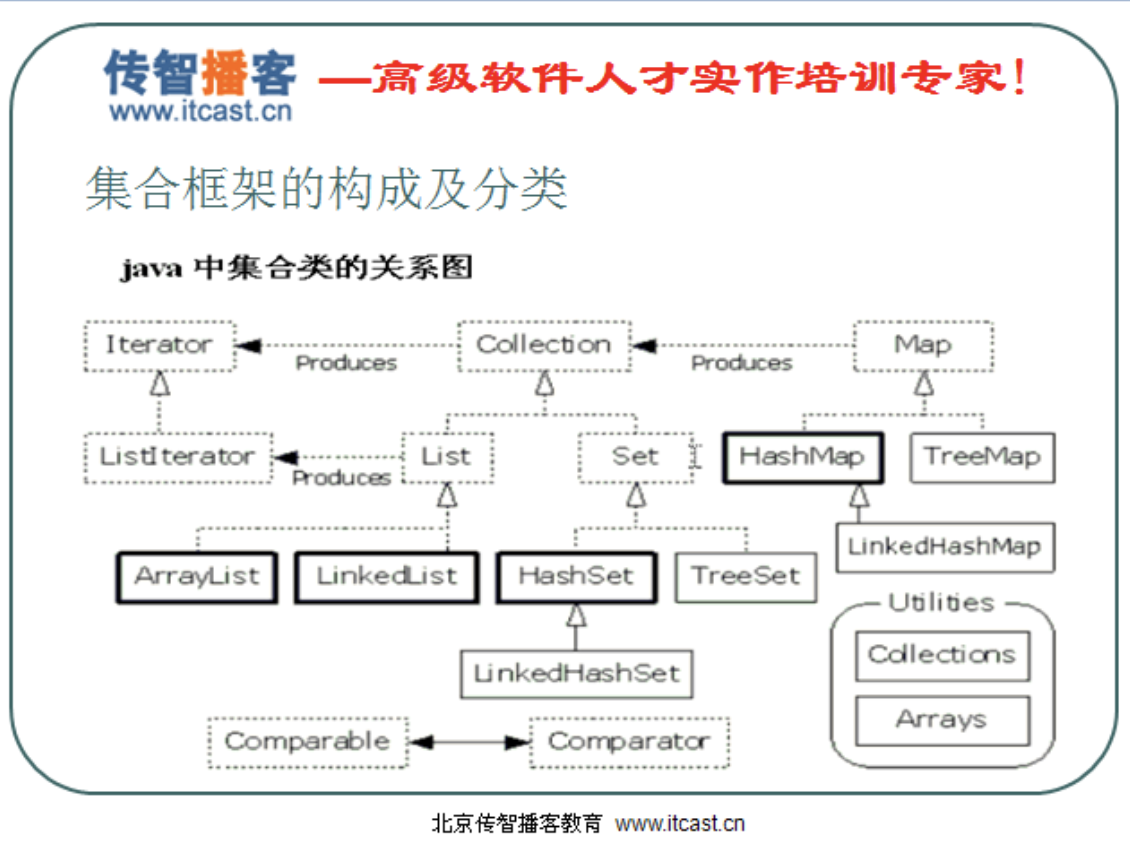 传智播客 —高级软件人才实作培训专家!
www.itcast.cn
集合框架的构成及分类
java 中集合类的关系图
Iterator Produces Collection Produces Map
ListIterator Produces List Set HashMap TreeMap
LinkedHashMap
ArrayList LinkedList HashSet TreeSet
Utilities
LinkedHashSet Collections
Arrays
Comparable Comparator
北京传智播客教育 www.itcast.cn